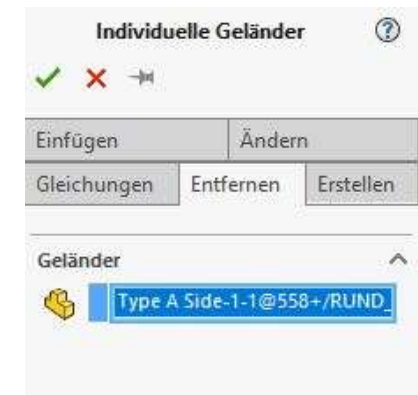 Individuelle Geländer
Einfügen Ändern
Gleichungen Entfernen Erstellen
Geländer
Type A Side-1-1@558+/RUND_